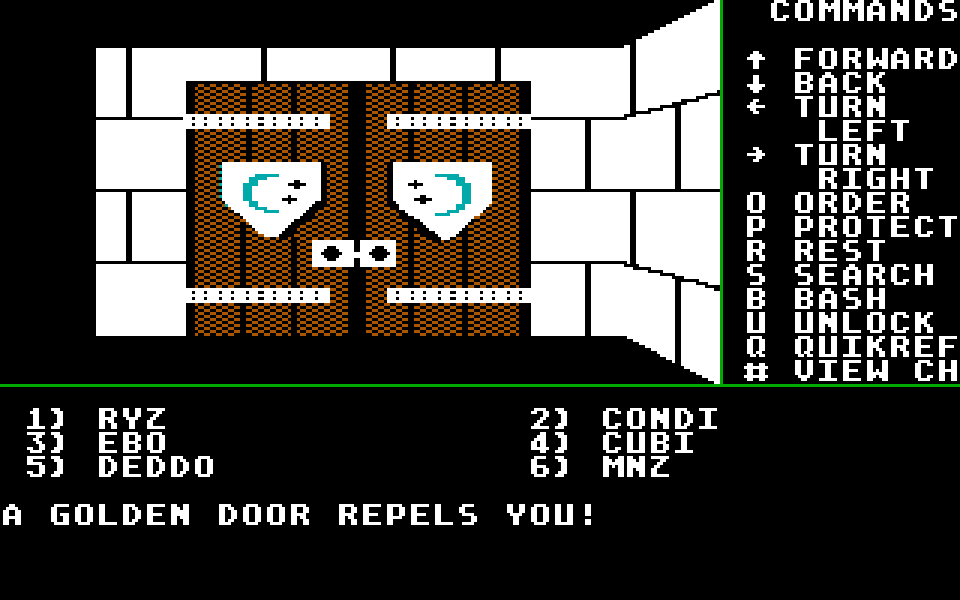 COMMANDS
↑ FORWARD
↓ BACK
← TURN
LEFT
→ TURN
RIGHT
O ORDER
P PROTECT
R REST
S SEARCH
B BASH
U UNLOCK
Q QUIKREF
# VIEW CH
1) RYZ 2) CONDI
3) EBO 4) CUBI
5) DEDDO 6) MNZ
A GOLDEN DOOR REPELS YOU!